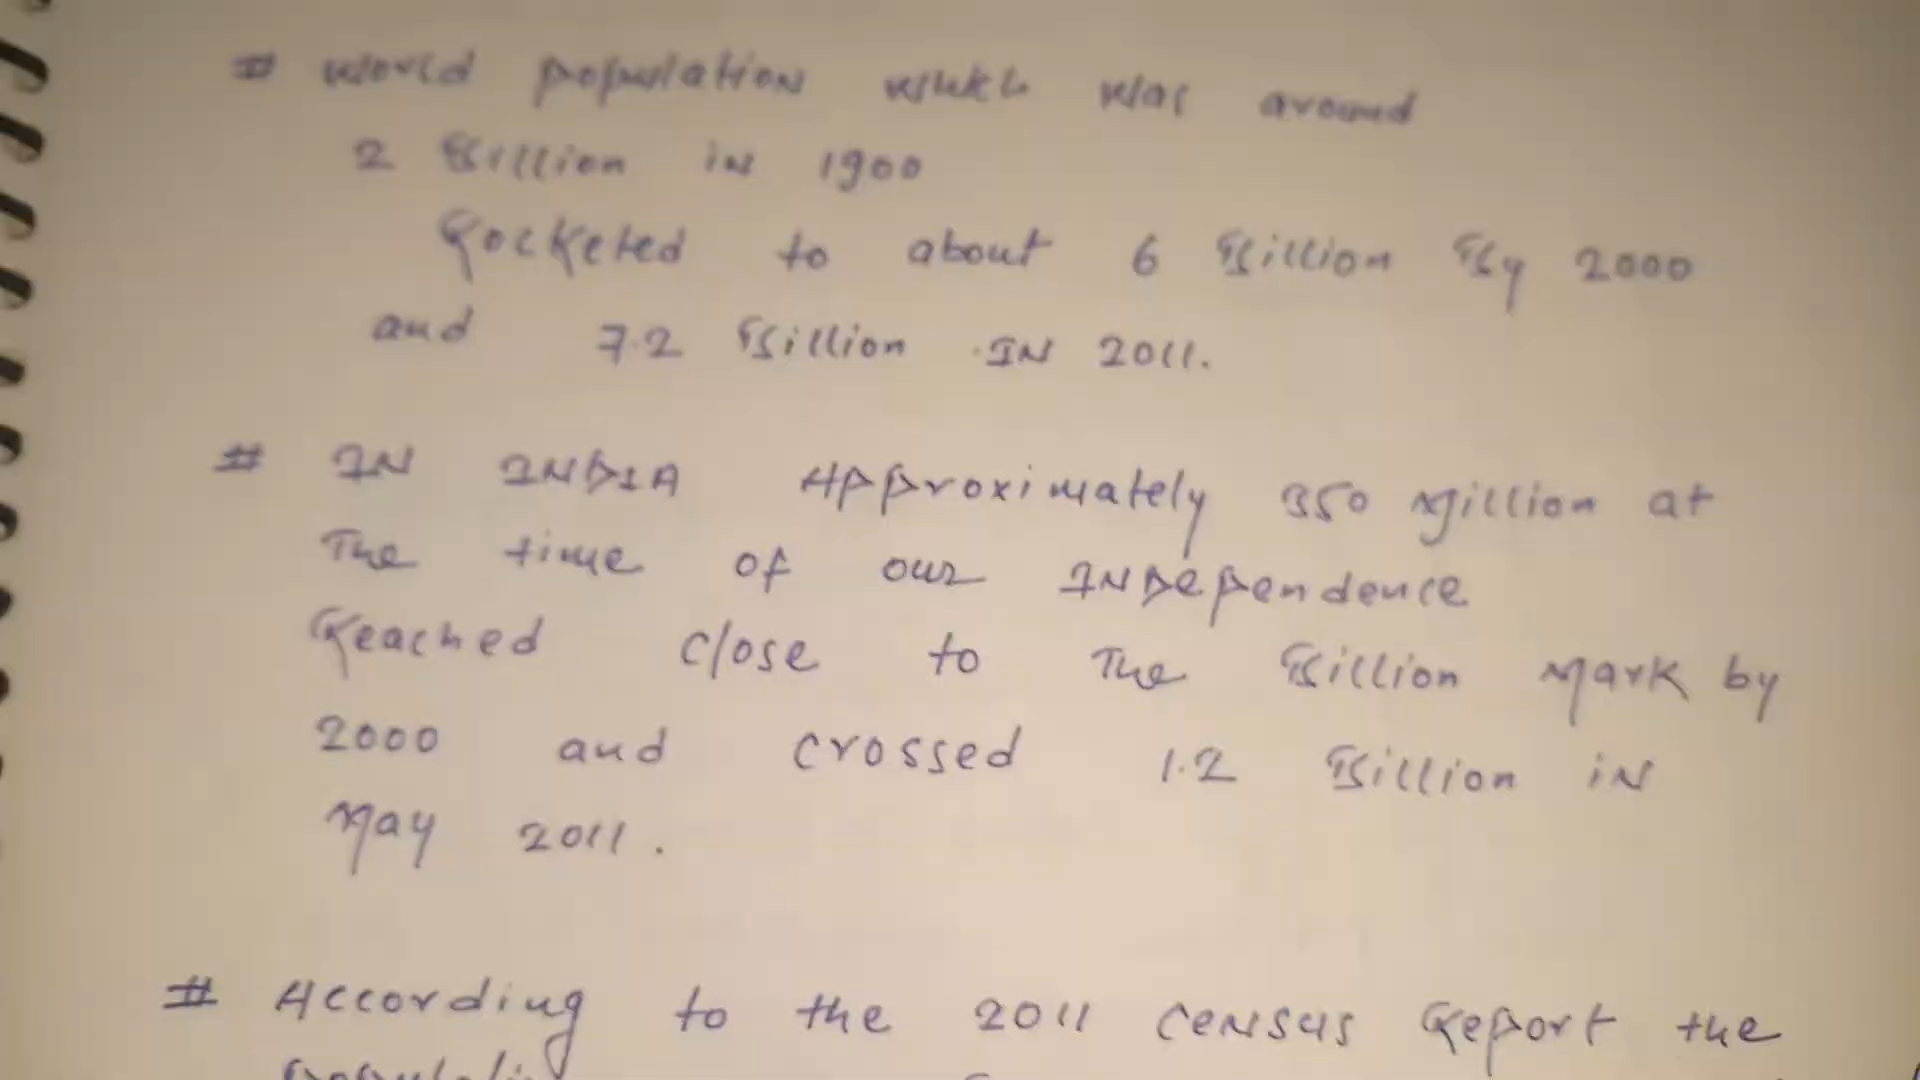 # World population which was around
2 Billion in 1900
Rocketed to about 6 Billion By 2000
and 7.2 Billion IN 2011.
# IN INDIA Approximately 350 Million at
The time of our INDependence
Reached close to The Billion Mark by
2000 and crossed 1.2 Billion in
May 2011.
# According to the 2011 census Report the